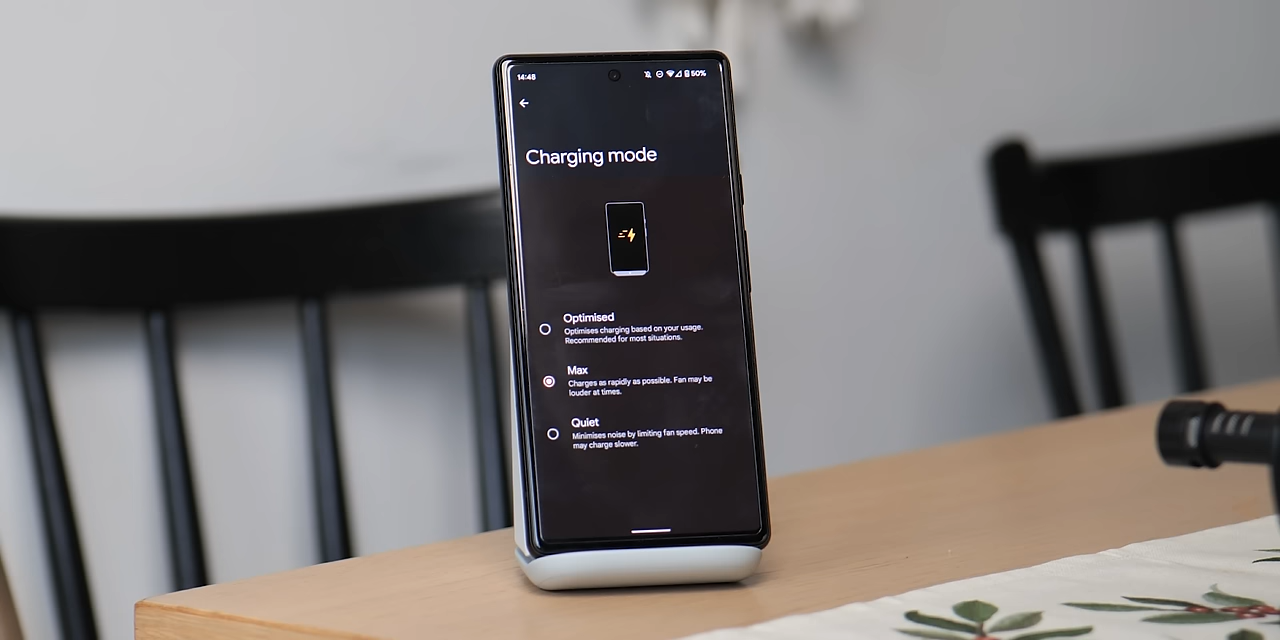 14:48 50%
Charging mode
Optimised
Optimises charging based on your usage.
Recommended for most situations.
Max
Charges as rapidly as possible. Fan may be
louder at times.
Quiet
Minimises noise by limiting fan speed. Phone
may charge slower.